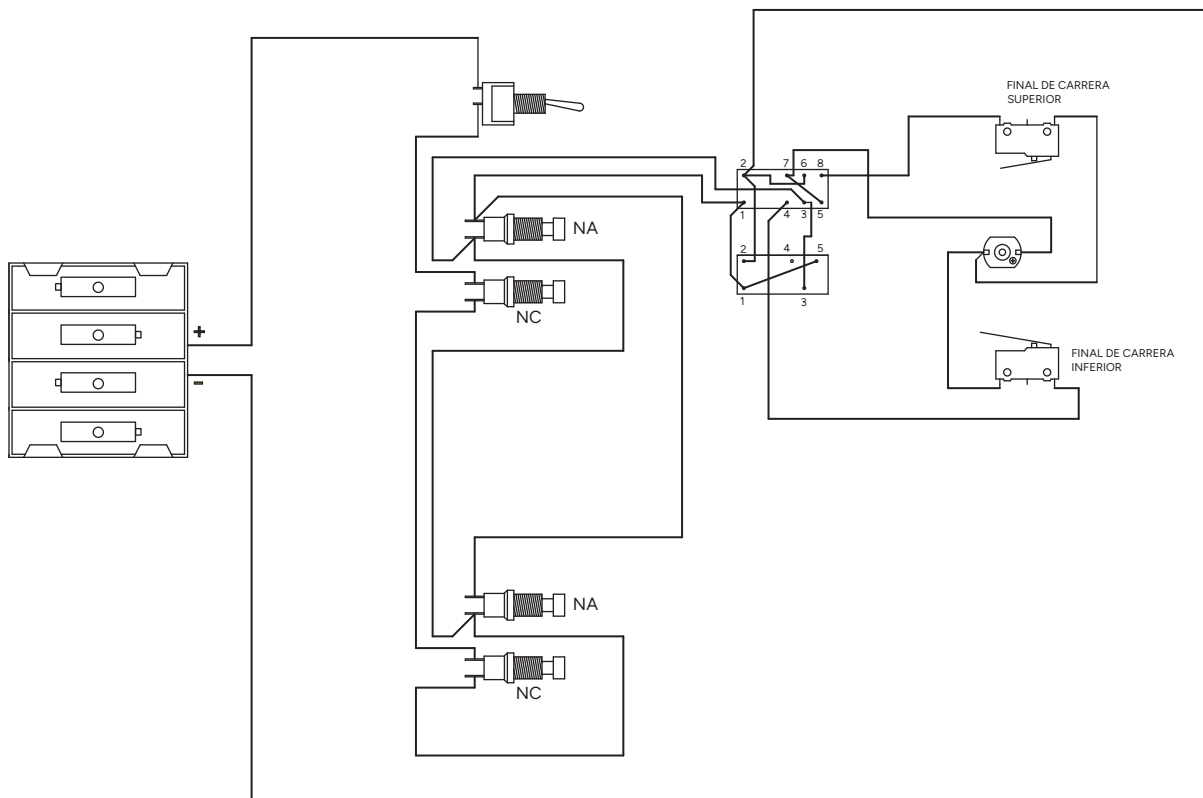 FINAL DE CARRERA
SUPERIOR
2 7 6 8
1 4 3 5
NA
2 4 5
1 3
NC
+
-
FINAL DE CARRERA
INFERIOR
NA
NC